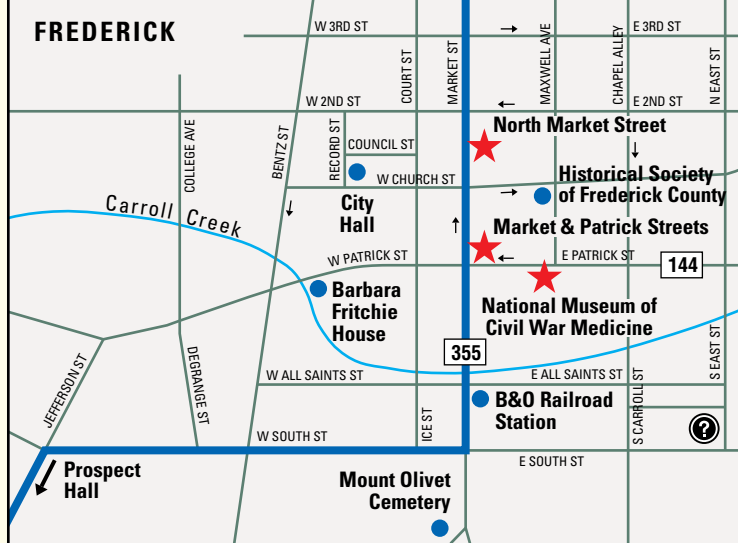 FREDERICK
W 3RD ST
E 3RD ST
COURT ST
MARKET ST
MAXWELL AVE
CHAPEL ALLEY
N EAST ST
W 2ND ST
E 2ND ST
COLLEGE AVE
BENTZ ST
RECORD ST
COUNCIL ST
North Market Street
W CHURCH ST
City
Hall
Historical Society
of Frederick County
Carroll Creek
Market & Patrick Streets
W PATRICK ST
E PATRICK ST
144
Barbara
Fritchie
House
National Museum of
Civil War Medicine
355
JEFFERSON ST
DEGRANGE ST
W ALL SAINTS ST
E ALL SAINTS ST
S EAST ST
ICE ST
B&O Railroad
Station
S CARROLL ST
?
W SOUTH ST
E SOUTH ST
Prospect
Hall
Mount Olivet
Cemetery